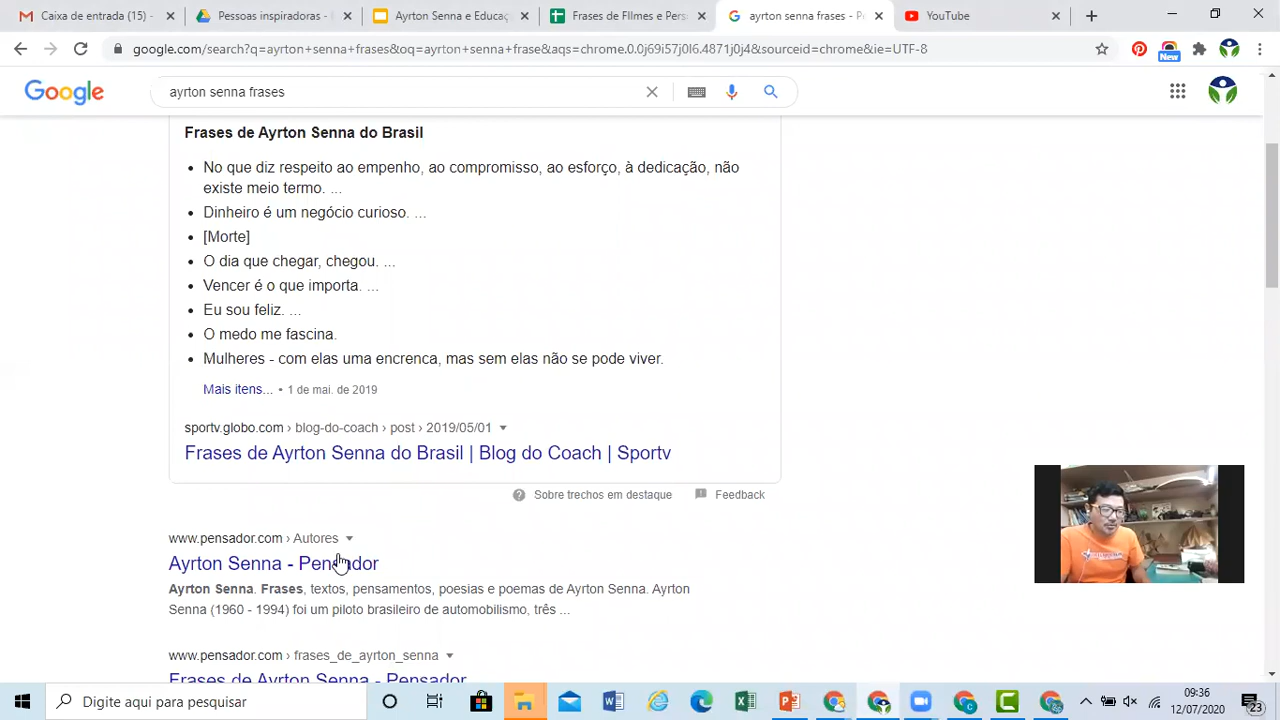 Caixa de entrada (15) -
Pessoas inspiradoras -
Ayrton Senna e Educaç
Frases de FIlmes e Pers
ayrton senna frases - Pe
YouTube
google.com/search?q=ayrton+senna+frases&oq=ayrton+senna+frase&aqs=chrome.0.0j69i57j0l6.4871j0j4&sourceid=chrome&ie=UTF-8
New
Google
ayrton senna frases
Frases de Ayrton Senna do Brasil
No que diz respeito ao empenho, ao compromisso, ao esforço, à dedicação, não
existe meio termo. ...
Dinheiro é um negócio curioso. ...
[Morte]
O dia que chegar, chegou. ...
Vencer é o que importa. ...
Eu sou feliz. ...
O medo me fascina.
Mulheres - com elas uma encrenca, mas sem elas não se pode viver.
Mais itens... • 1 de mai. de 2019
sportv.globo.com › blog-do-coach › post › 2019/05/01
Frases de Ayrton Senna do Brasil | Blog do Coach | Sportv
Sobre trechos em destaque Feedback
www.pensador.com › Autores
Ayrton Senna - Pensador
Ayrton Senna. Frases, textos, pensamentos, poesias e poemas de Ayrton Senna. Ayrton
Senna (1960 - 1994) foi um piloto brasileiro de automobilismo, três ...
www.pensador.com › frases_de_ayrton_senna
Frases de Ayrton Senna - Pensador
Digite aqui para pesquisar
09:36
12/07/2020
23